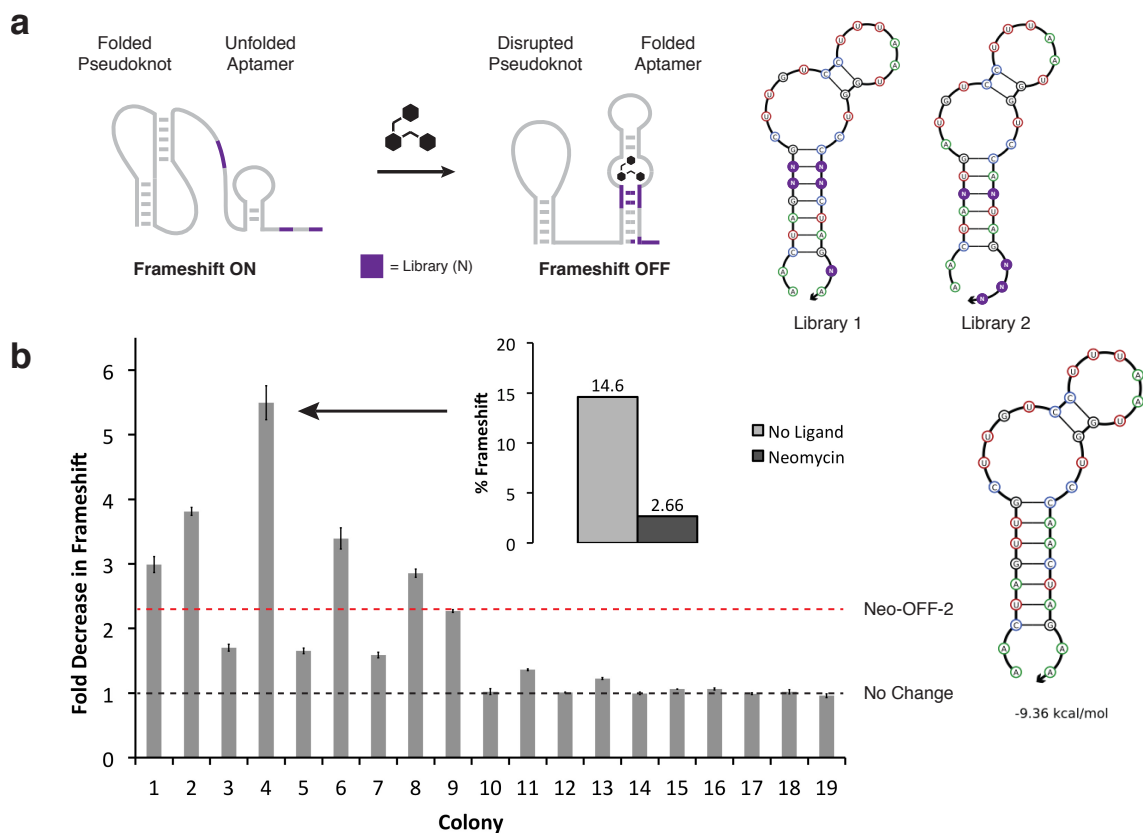 a
Folded
Pseudoknot
Unfolded
Aptamer
Disrupted
Pseudoknot
Folded
Aptamer
Frameshift ON
= Library (N)
Frameshift OFF
Library 1
Library 2
b
Fold Decrease in Frameshift
6
5
4
3
2
1
0
1 2 3 4 5 6 7 8 9 10 11 12 13 14 15 16 17 18 19
Colony
% Frameshift
20
15
10
5
0
14.6
2.66
No Ligand
Neomycin
Neo-OFF-2
No Change
-9.36 kcal/mol